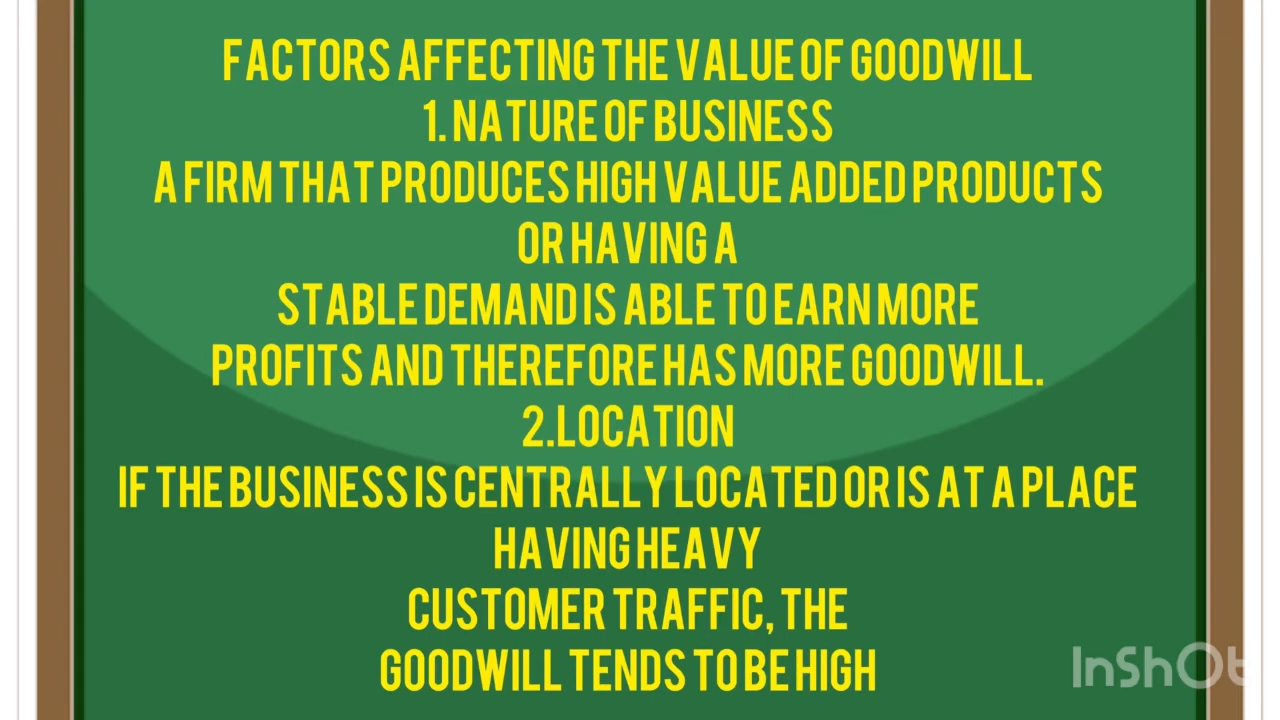 FACTORS AFFECTING THE VALUE OF GOODWILL
1. NATURE OF BUSINESS
A FIRM THAT PRODUCES HIGH VALUE ADDED PRODUCTS
OR HAVING A
STABLE DEMAND IS ABLE TO EARN MORE
PROFITS AND THEREFORE HAS MORE GOODWILL.
2.LOCATION
IF THE BUSINESS IS CENTRALLY LOCATED OR IS AT A PLACE
HAVING HEAVY
CUSTOMER TRAFFIC, THE
GOODWILL TENDS TO BE HIGH
InShOt